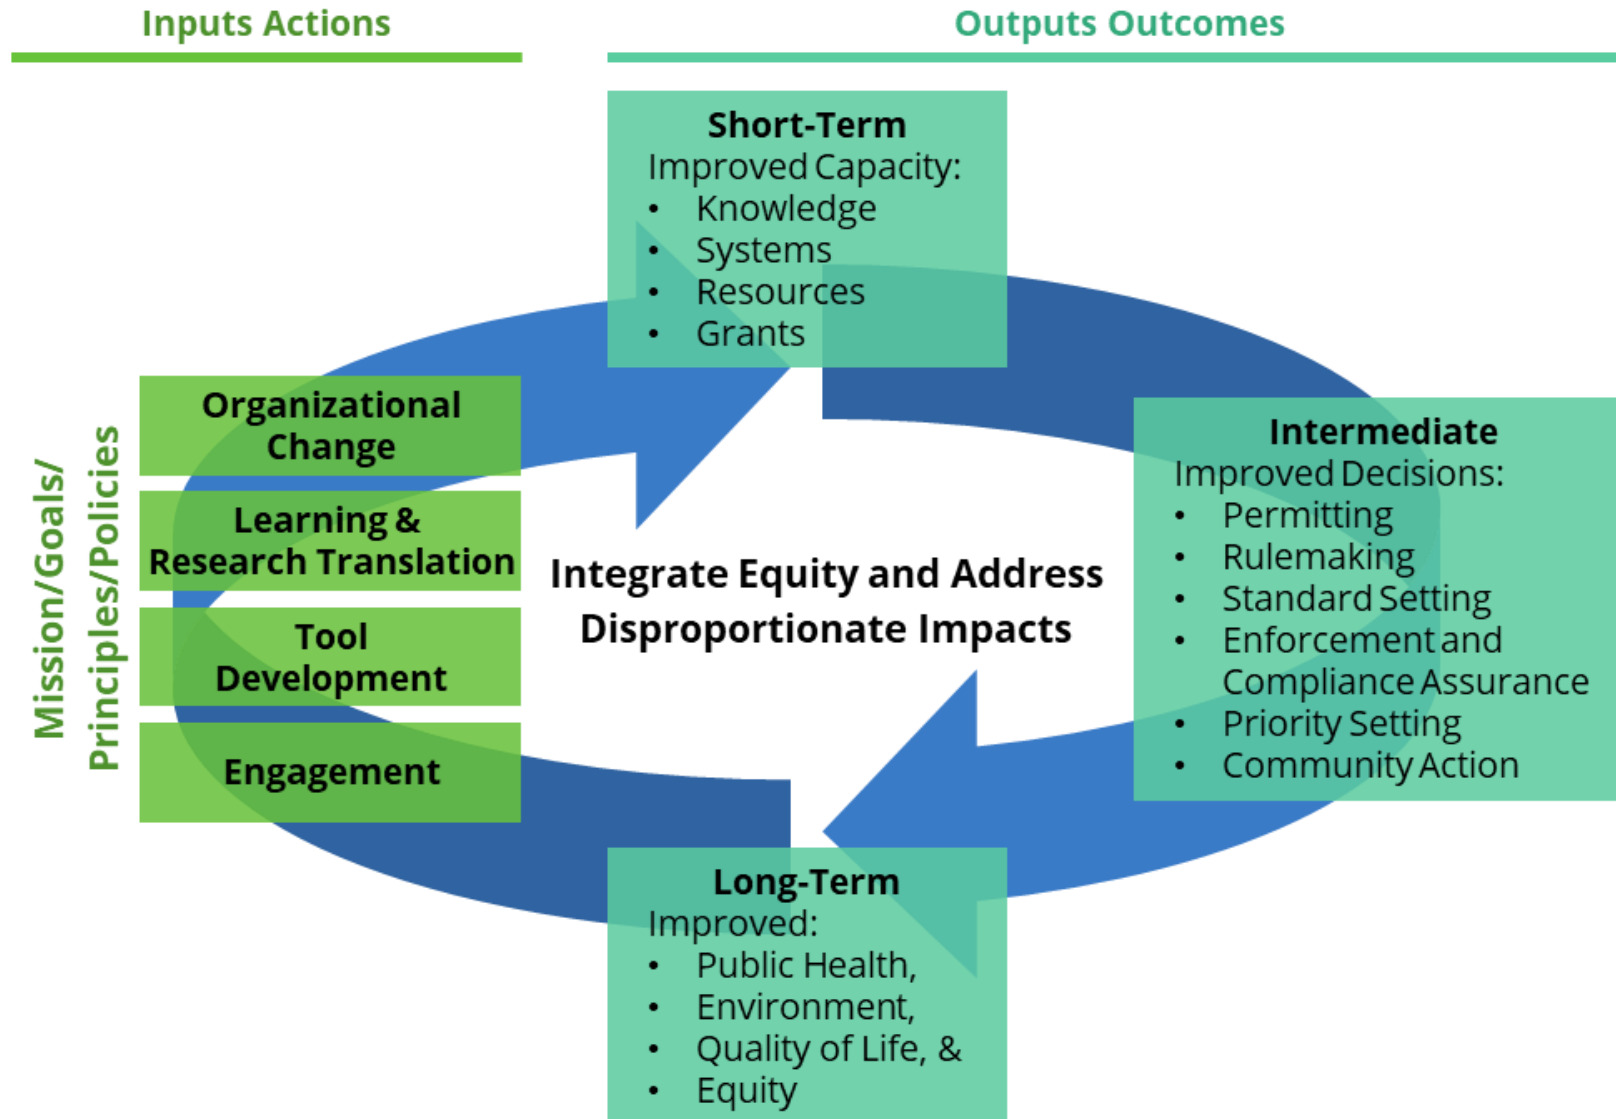 Inputs Actions
Outputs Outcomes
Mission/Goals/
Principles/Policies
Organizational
Change
Learning &
Research Translation
Tool
Development
Engagement
Short-Term
Improved Capacity:
• Knowledge
• Systems
• Resources
• Grants
Integrate Equity and Address
Disproportionate Impacts
Intermediate
Improved Decisions:
• Permitting
• Rulemaking
• Standard Setting
• Enforcement and
Compliance Assurance
• Priority Setting
• Community Action
Long-Term
Improved:
• Public Health,
• Environment,
• Quality of Life, &
• Equity